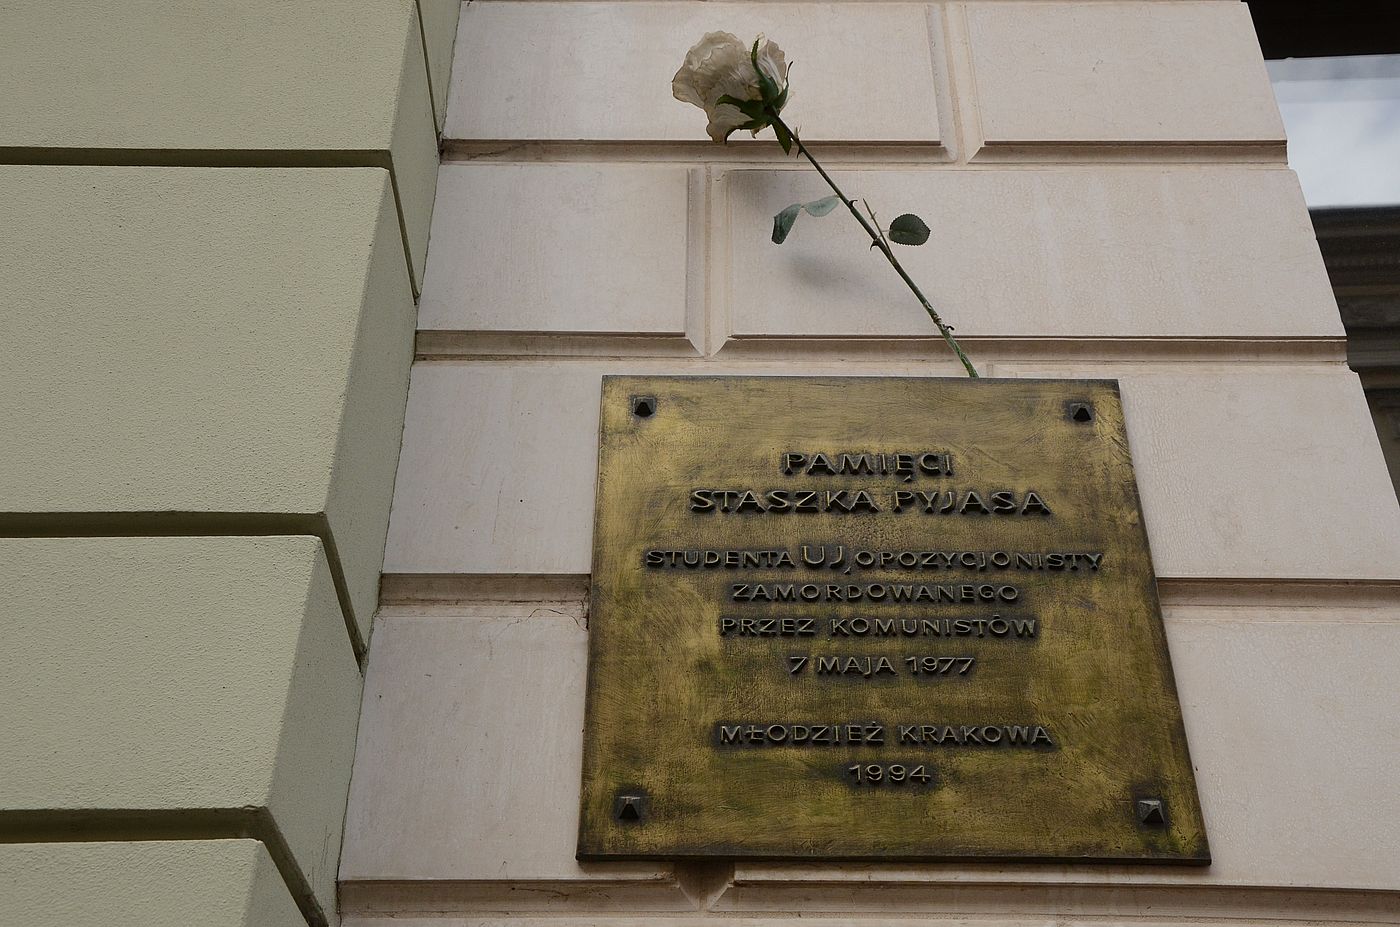 PAMIĘCI
STASZKA PYJASA
STUDENTA UJ, OPOZYCJONISTY
ZAMORDOWANEGO
PRZEZ KOMUNISTÓW
7 MAJA 1977
MŁODZIEŻ KRAKOWA
1994